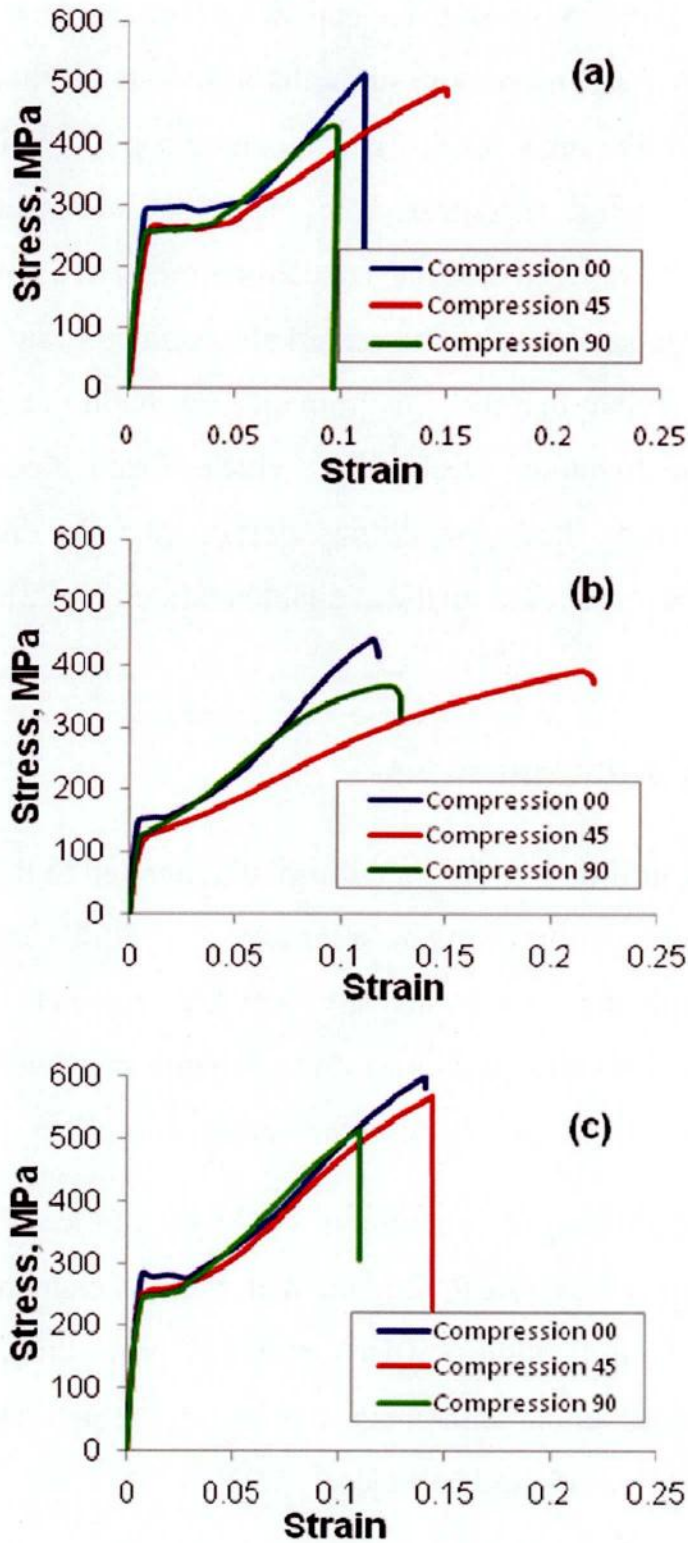 600
(a)
500
400
300
200
100
0
Stress, MPa
Compression 00
Compression 45
Compression 90
0 0.05 0.1 0.15 0.2 0.25
Strain
600
(b)
500
400
300
200
100
0
Stress, MPa
Compression 00
Compression 45
Compression 90
0 0.05 0.1 0.15 0.2 0.25
Strain
600
(c)
500
400
300
200
100
0
Stress, MPa
Compression 00
Compression 45
Compression 90
0 0.05 0.1 0.15 0.2 0.25
Strain